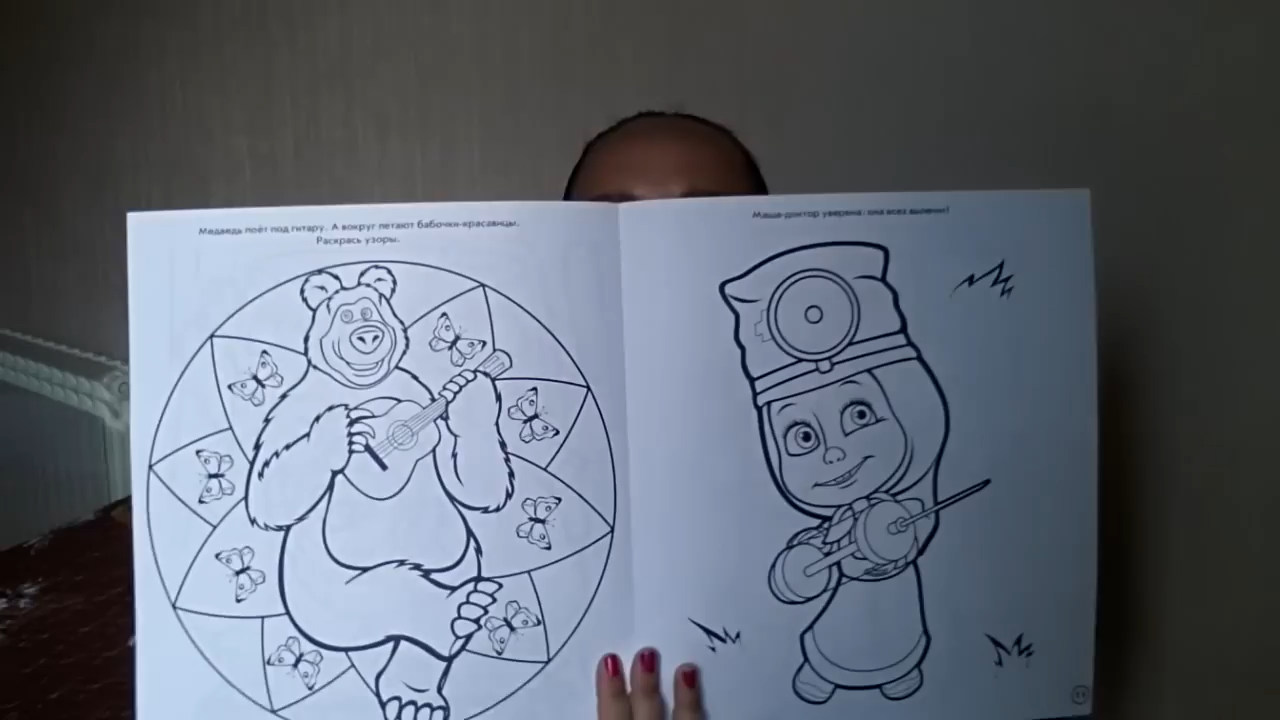 Медведь поёт под гитару. А вокруг летают бабочки-красавицы.
Раскрась узоры.
Маша-доктор уверена: она всех вылечит!